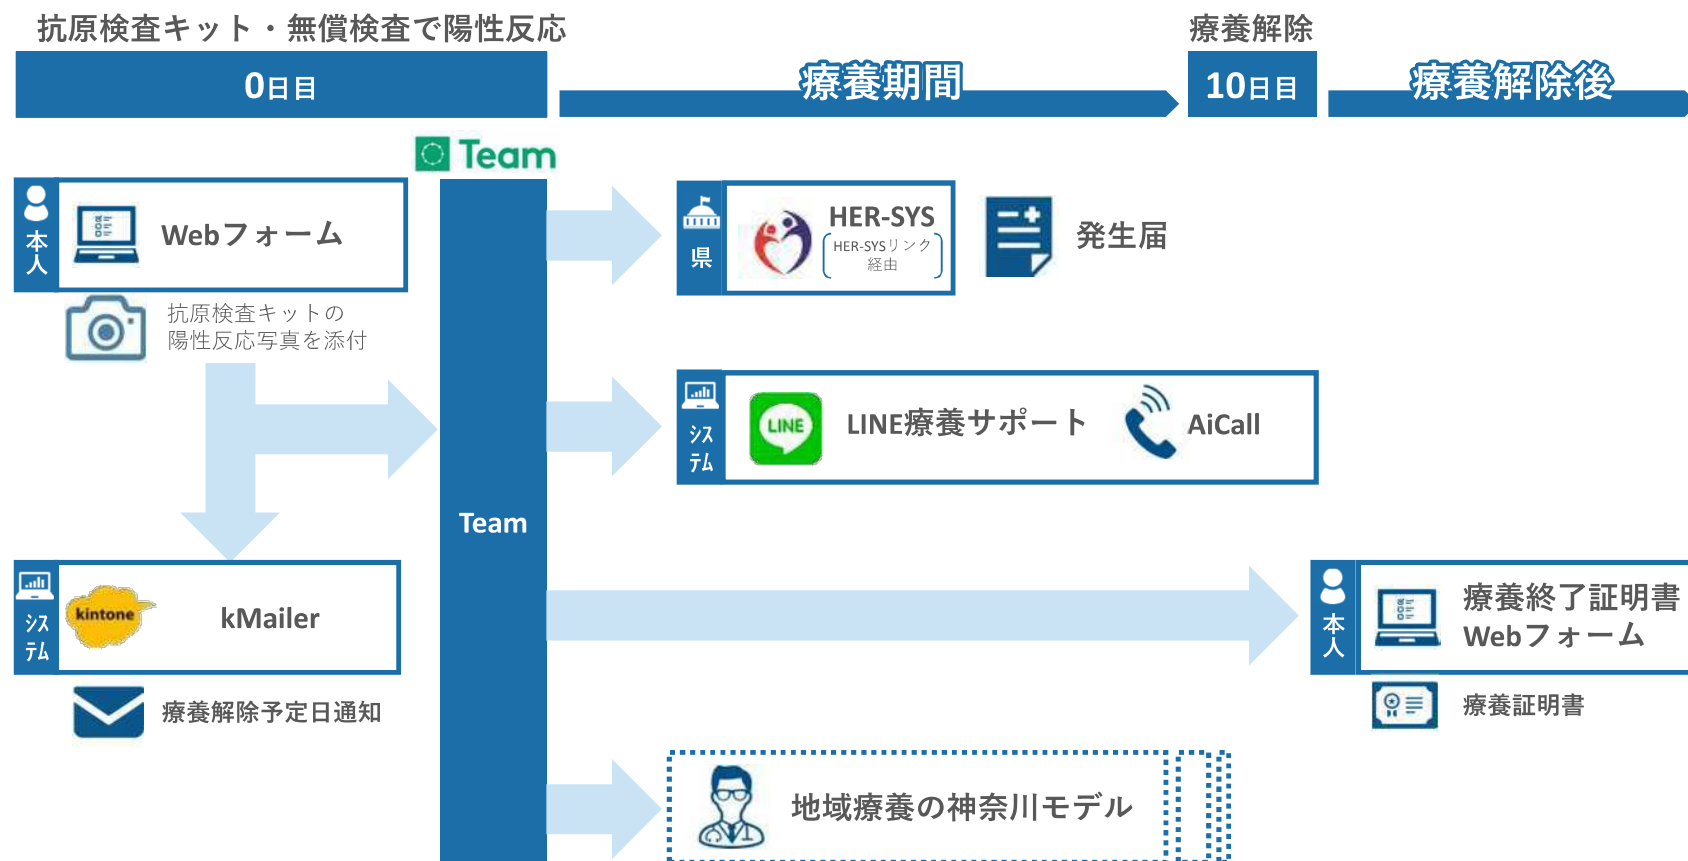 抗原検査キット・無償検査で陽性反応
療養解除
0日目
療養期間
10日目
療養解除後
Team
本人
Webフォーム
抗原検査キットの
陽性反応写真を添付
県
HER-SYS
HER-SYSリンク
経由
発生届
システム
LINE
LINE療養サポート
AiCall
Team
システム
kintone
kMailer
療養解除予定日通知
本人
療養終了証明書
Webフォーム
療養証明書
地域療養の神奈川モデル